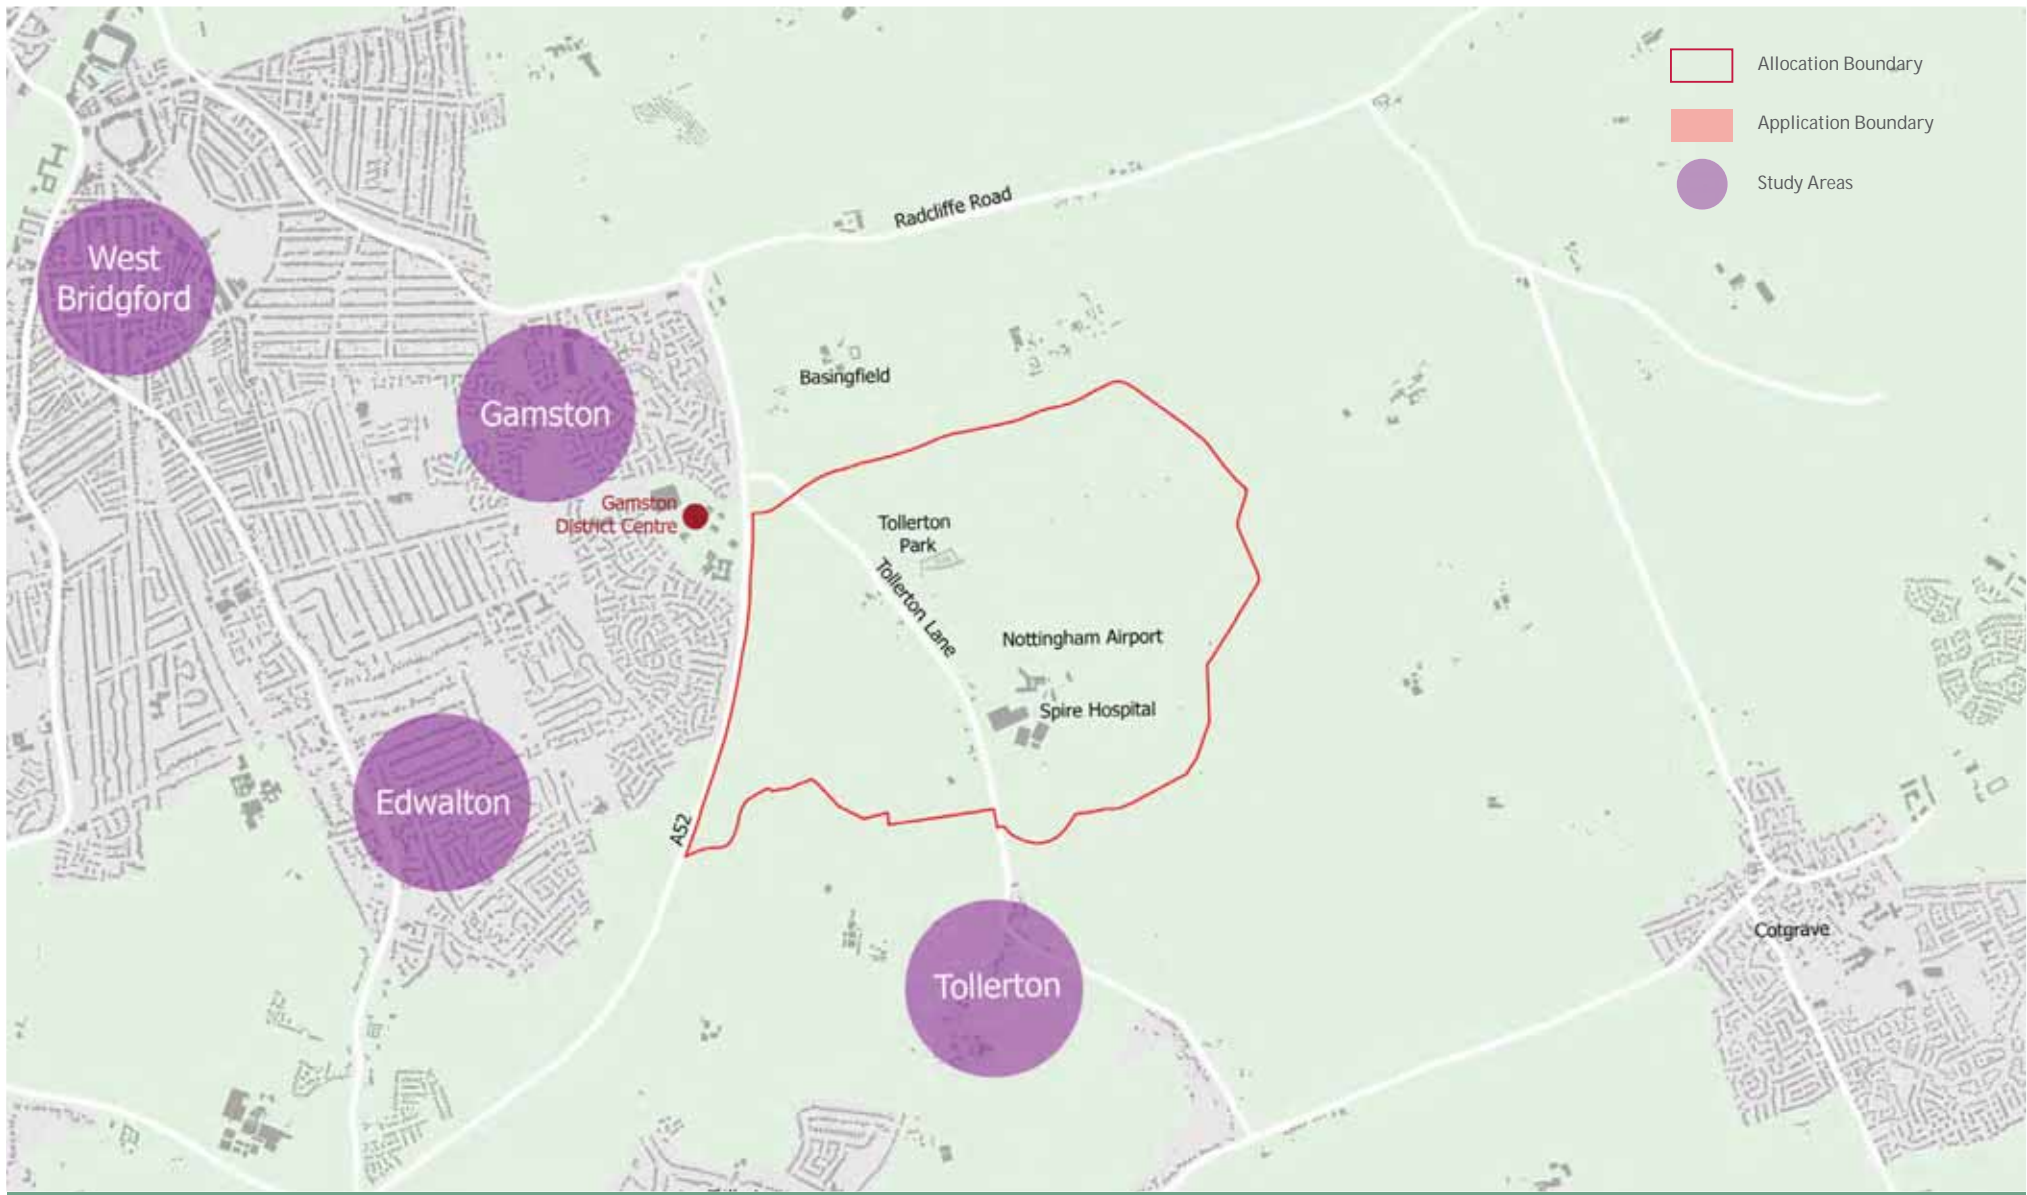 Allocation Boundary
Application Boundary
Study Areas
Radcliffe Road
West
Bridgford
Basingfield
Gamston
Gamston
District Centre
Tollerton
Park
Tollerton Lane
Nottingham Airport
Spire Hospital
Edwalton
A52
Cotgrave
Tollerton